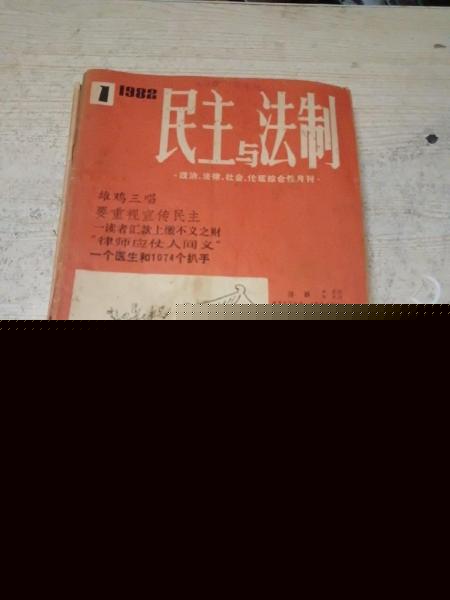 1 1982
民主与法制
·政治、法律、社会、伦理综合性月刊·
雄鸡三唱
要重视宣传民主
一读者汇款上缴不义之财
“律师应仗人间义”
一个医生和1074个扒手